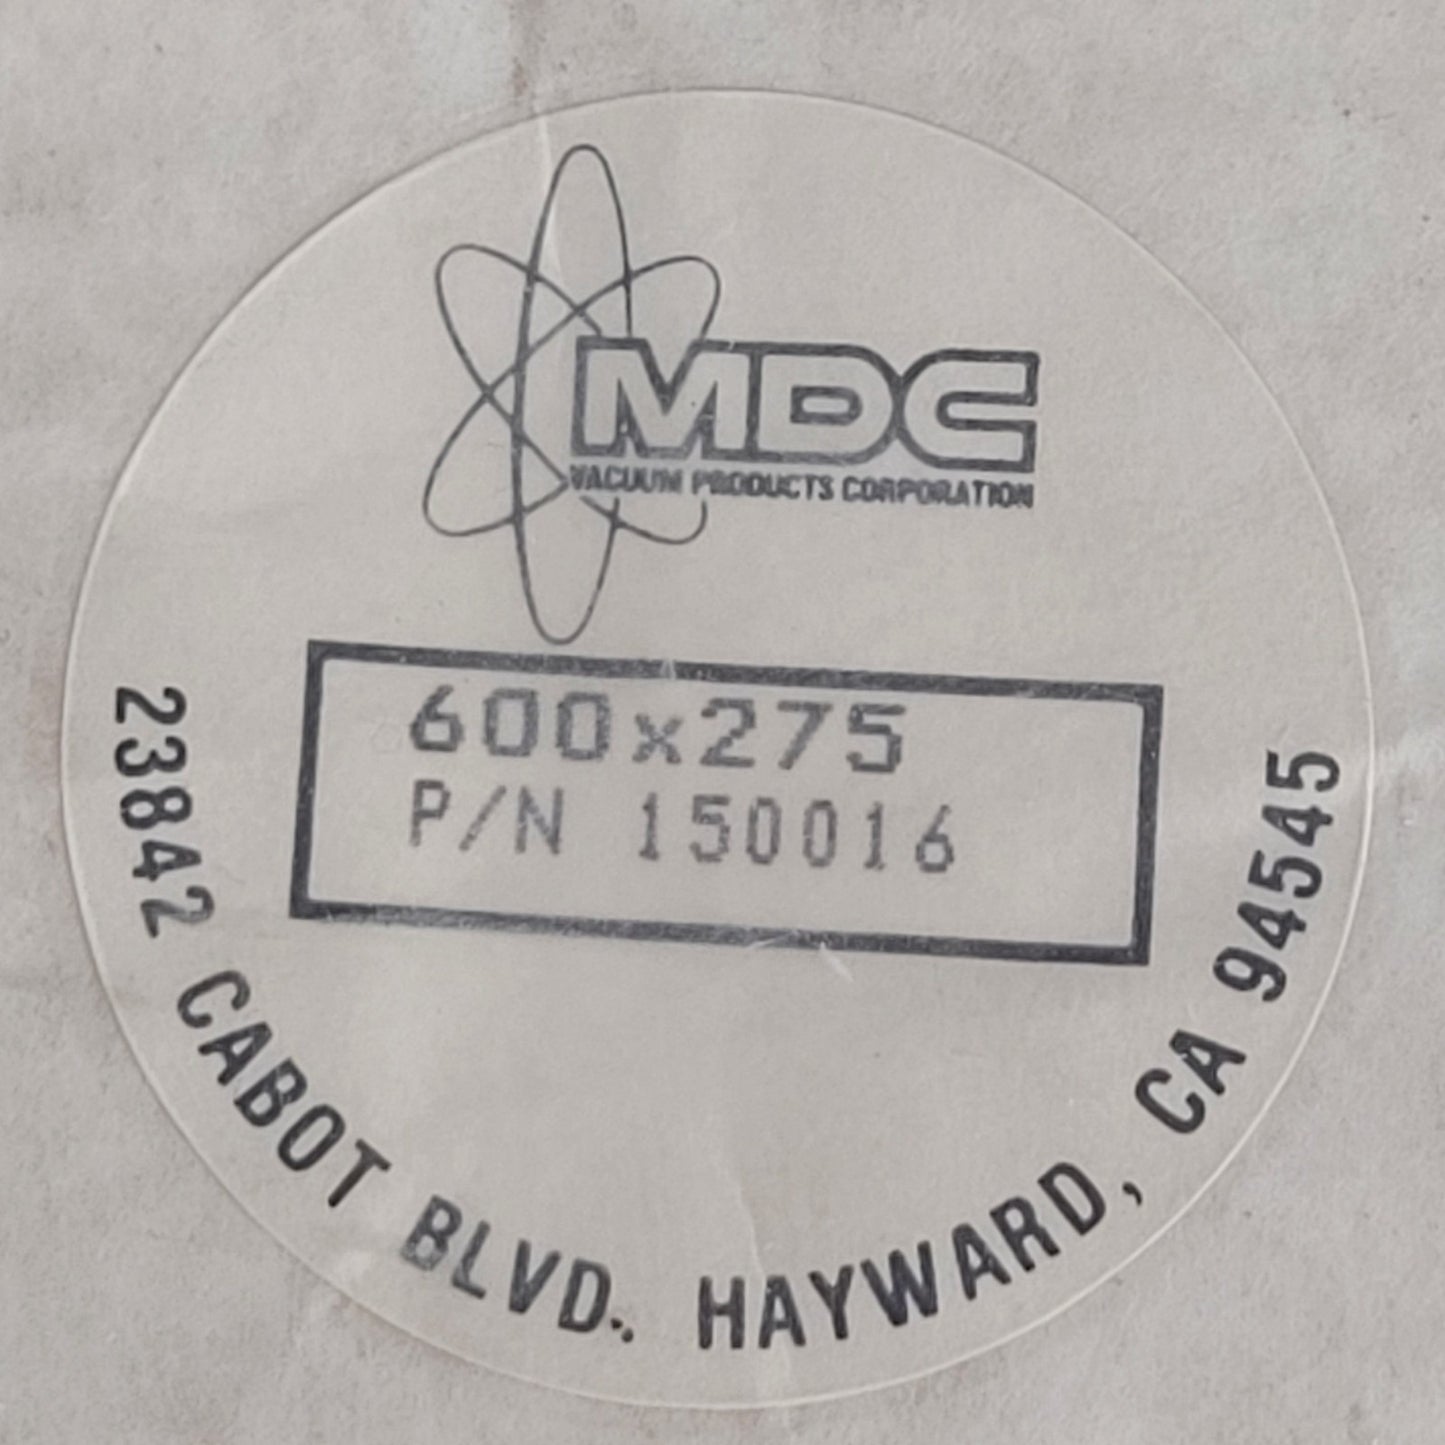 MDC
VACUUM PRODUCTS CORPORATION
600x275
P/N 150016
23842 CABOT BLVD., HAYWARD, CA 94545